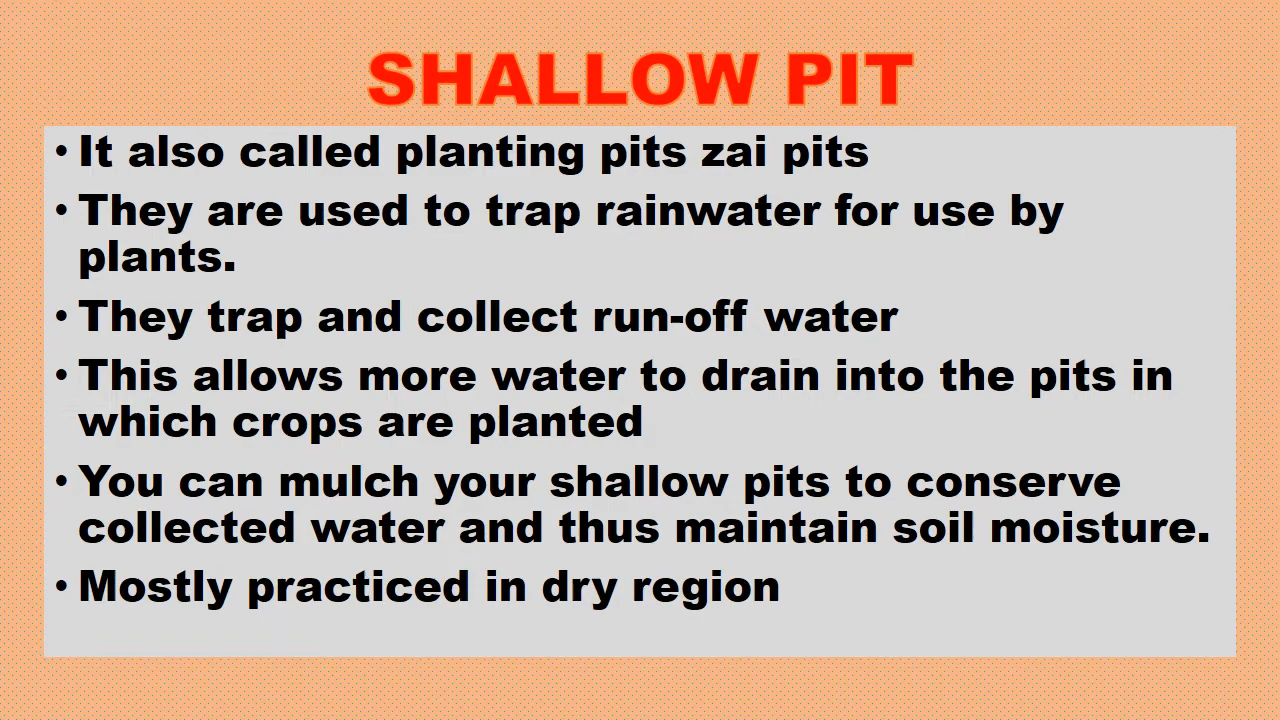 SHALLOW PIT
• It also called planting pits zai pits
• They are used to trap rainwater for use by
plants.
• They trap and collect run-off water
• This allows more water to drain into the pits in
which crops are planted
• You can mulch your shallow pits to conserve
collected water and thus maintain soil moisture.
• Mostly practiced in dry region